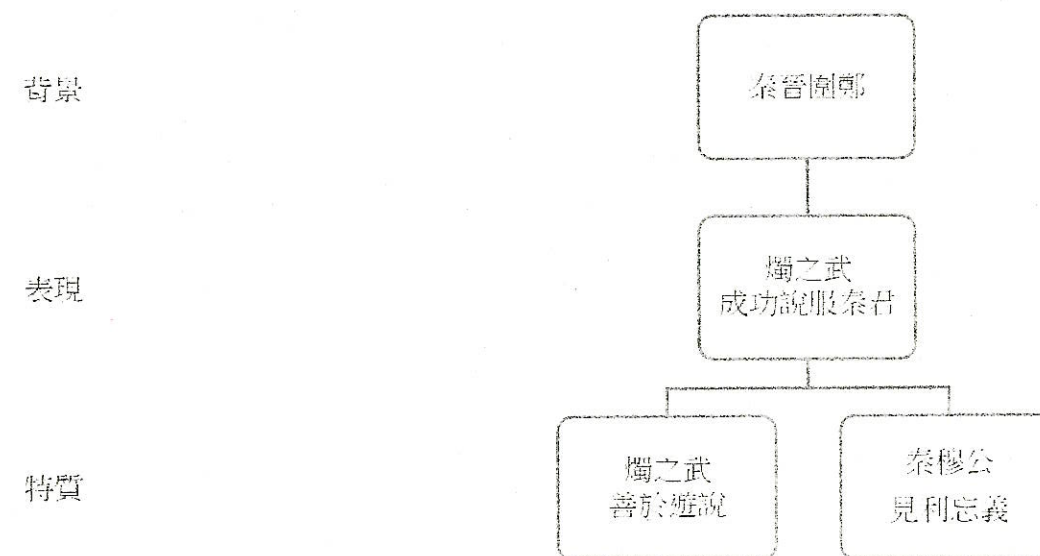 背景
秦晉圍鄭
表現
燭之武
成功說服秦君
特質
燭之武
善於遊說
秦穆公
見利忘義